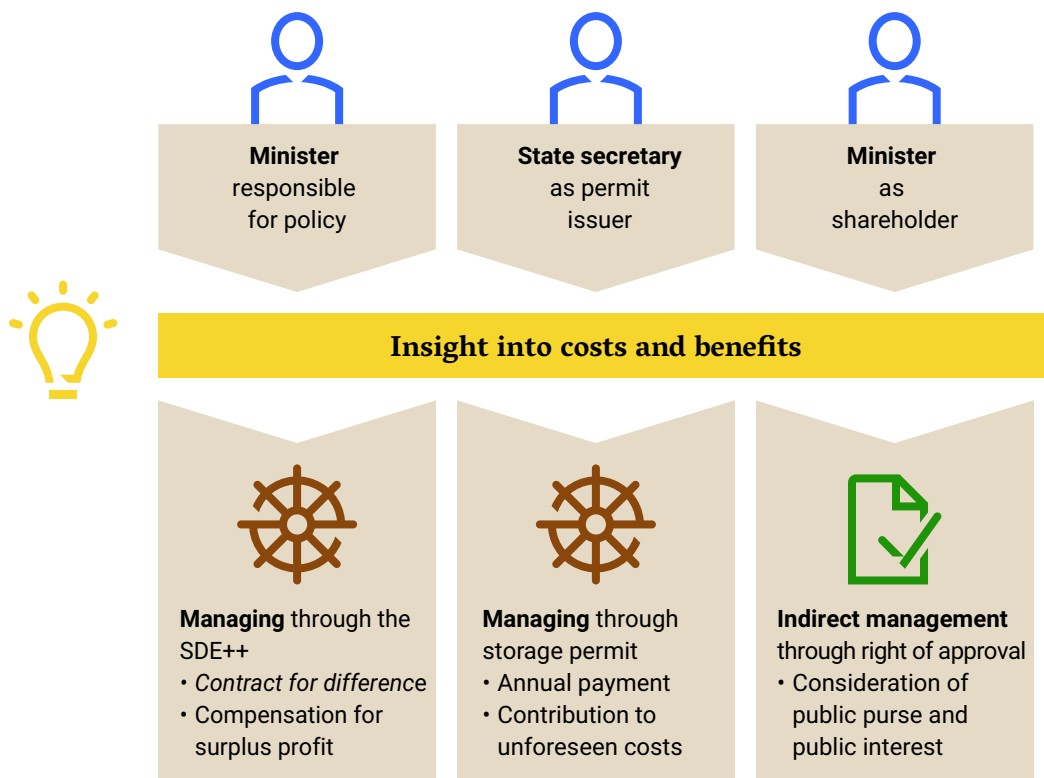 Minister
responsible
for policy
State secretary
as permit
issuer
Minister
as
shareholder
Insight into costs and benefits
Managing through the
SDE++
• Contract for difference
• Compensation for
surplus profit
Managing through
storage permit
• Annual payment
• Contribution to
unforeseen costs
Indirect management
through right of approval
• Consideration of
public purse and
public interest